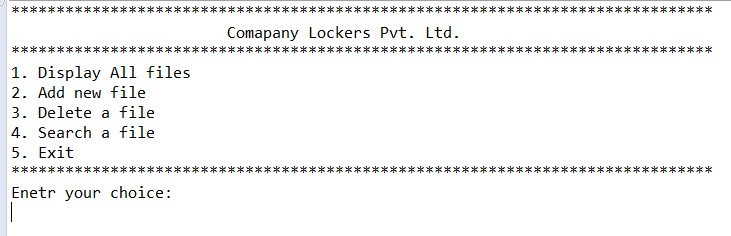 ******************************************************************************
Comapany Lockers Pvt. Ltd.
******************************************************************************
1. Display All files
2. Add new file
3. Delete a file
4. Search a file
5. Exit
******************************************************************************
Enetr your choice: